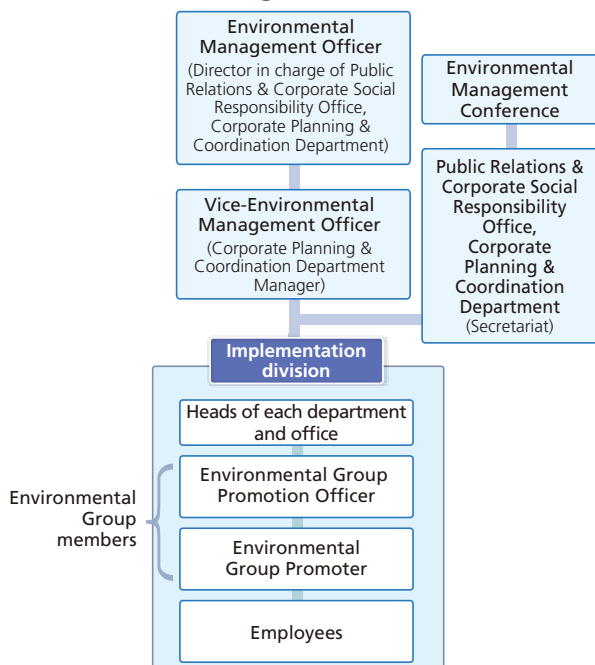 Environmental
Management Officer
(Director in charge of Public
Relations & Corporate Social
Responsibility Office,
Corporate Planning &
Coordination Department)
Environmental
Management
Conference
Vice-Environmental
Management Officer
(Corporate Planning &
Coordination Department
Manager)
Public Relations &
Corporate Social
Responsibility
Office,
Corporate
Planning &
Coordination
Department
(Secretariat)
Implementation
division
Heads of each department
and office
Environmental
Group
members
Environmental Group
Promotion Officer
Environmental
Group Promoter
Employees